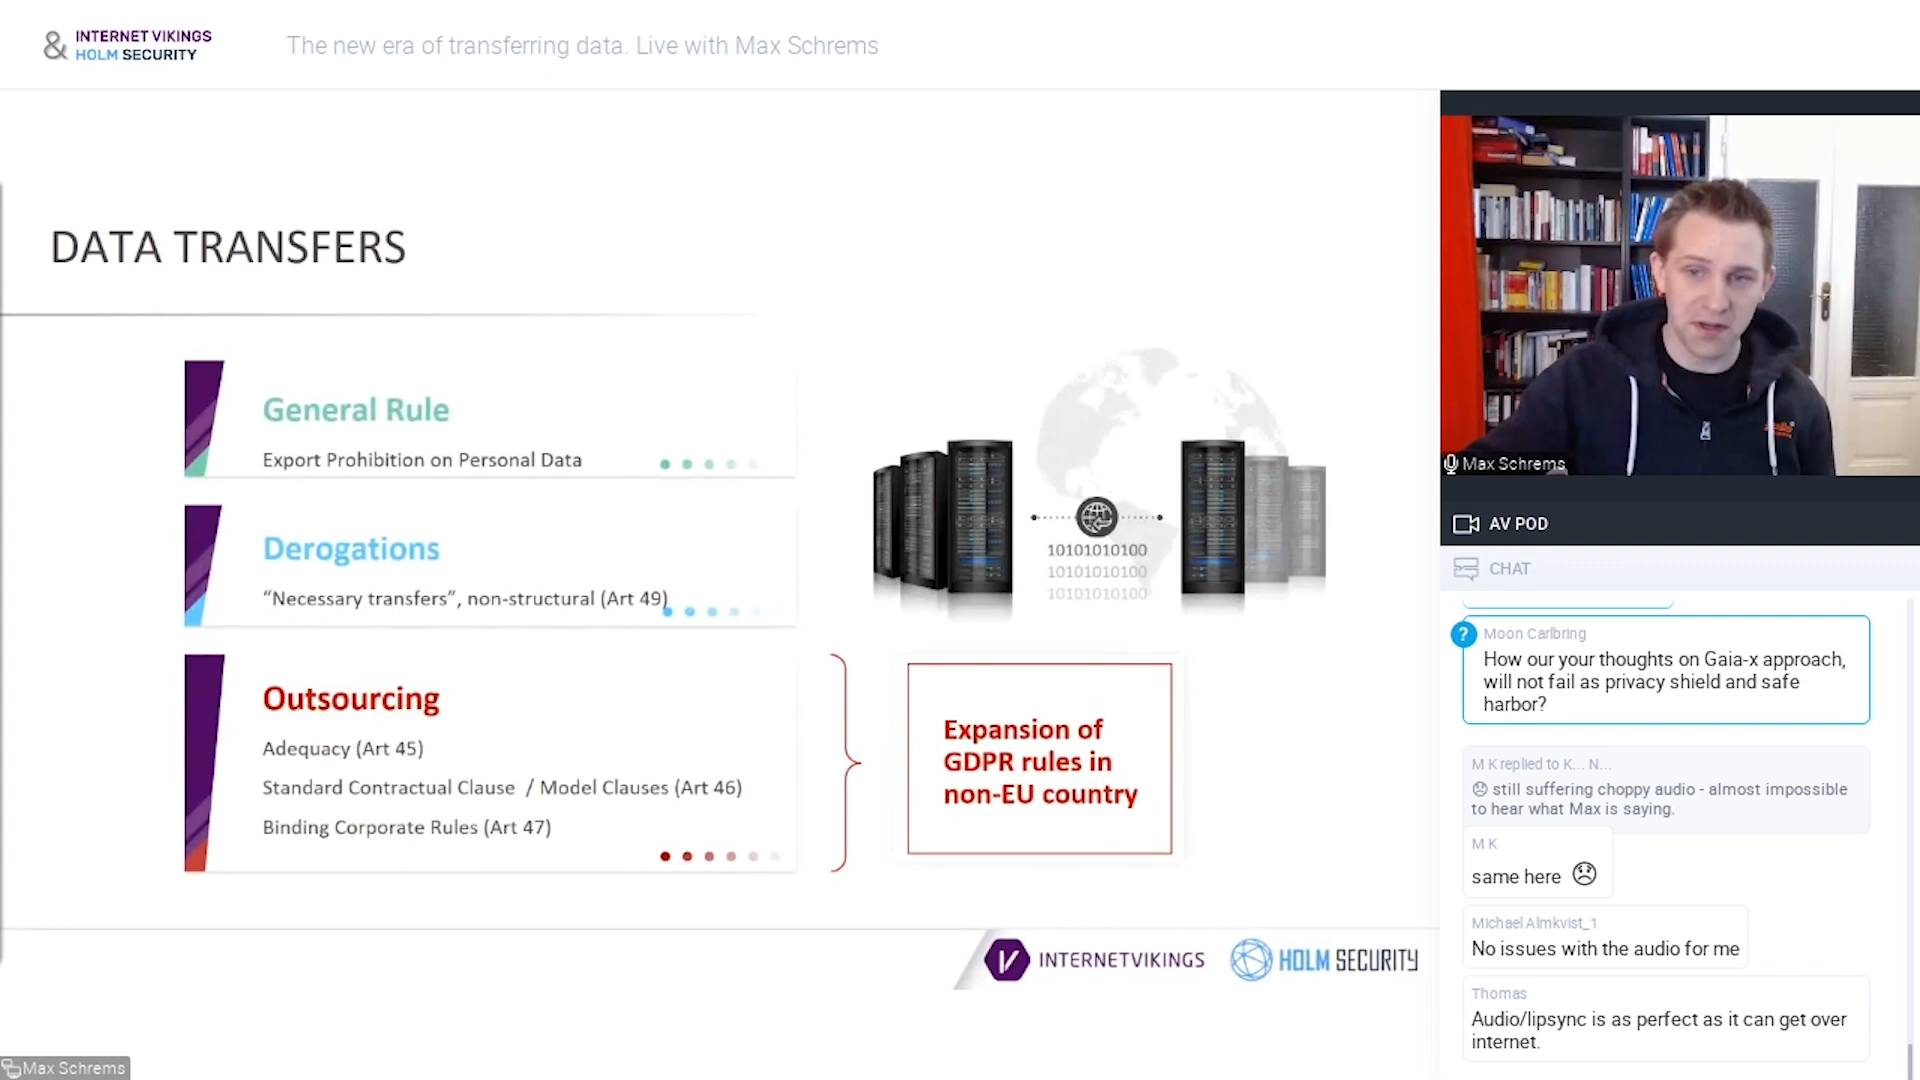 & INTERNET VIKINGS
HOLM SECURITY
The new era of transferring data. Live with Max Schrems
DATA TRANSFERS
General Rule
Export Prohibition on Personal Data
Derogations
“Necessary transfers”, non-structural (Art 49)
Outsourcing
Adequacy (Art 45)
Standard Contractual Clause / Model Clauses (Art 46)
Binding Corporate Rules (Art 47)
10101010100
10101010100
10101010100
Expansion of
GDPR rules in
non-EU country
INTERNETVIKINGS
HOLM SECURITY
Max Schrems
Max Schrems
AV POD
CHAT
?
Moon Carlbring
How our your thoughts on Gaia-x approach,
will not fail as privacy shield and safe
harbor?
M K replied to K... N...
😞 still suffering choppy audio - almost impossible
to hear what Max is saying.
M K
same here 😞
Michael Almkvist_1
No issues with the audio for me
Thomas
Audio/lipsync is as perfect as it can get over
internet.